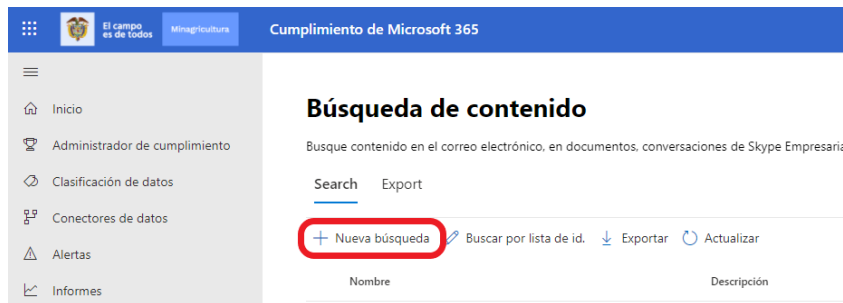 El campo
es de todos
Minagricultura
Cumplimiento de Microsoft 365
Inicio
Administrador de cumplimiento
Clasificación de datos
Conectores de datos
Alertas
Informes
Búsqueda de contenido
Busque contenido en el correo electrónico, en documentos, conversaciones de Skype Empresaria
Search Export
Nueva búsqueda Buscar por lista de id. Exportar Actualizar
Nombre Descripción